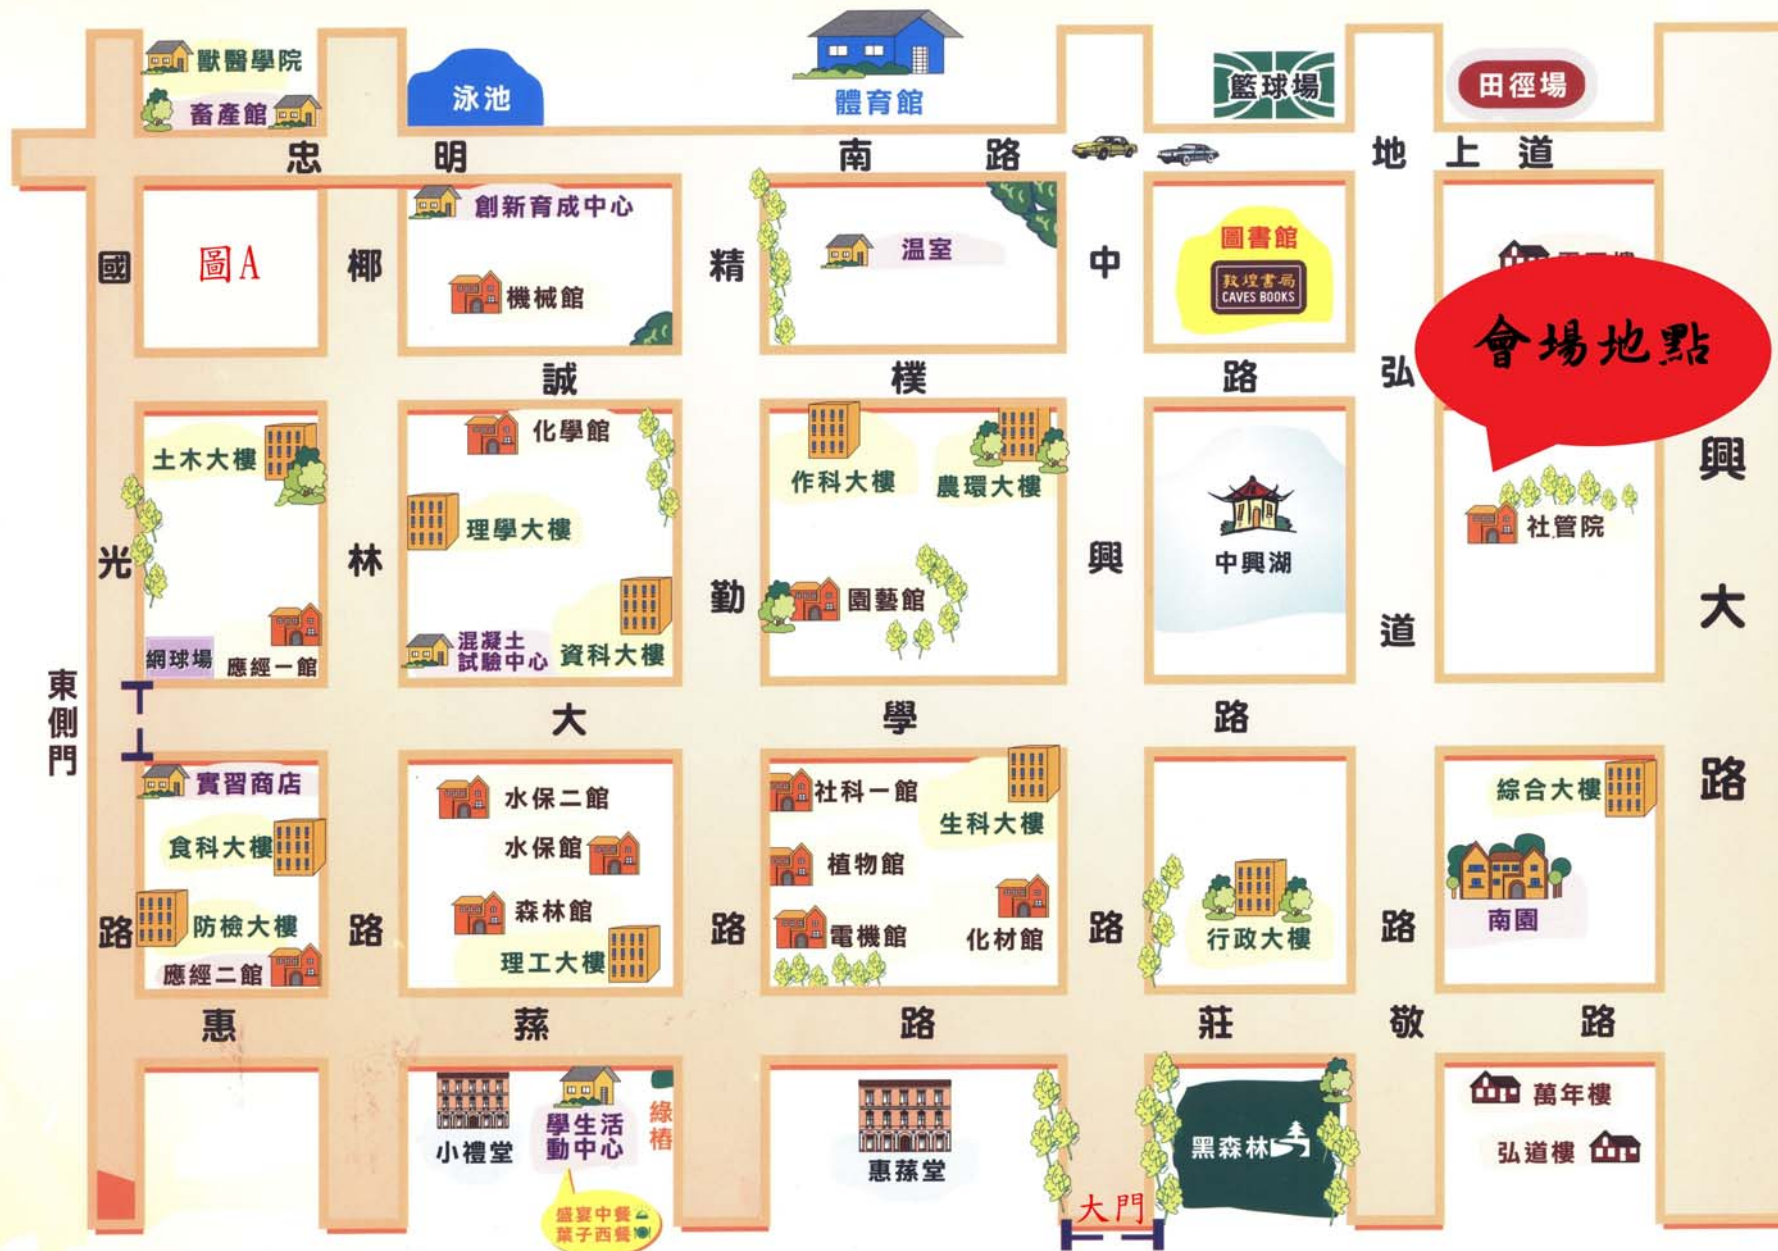 獸醫學院
畜產館
泳池
體育館
籃球場
田徑場
忠明南路
地上道
國光路
椰林路
精勤路
中興路
弘道路
興大路
圖A
創新育成中心
機械館
溫室
圖書館
敦煌書局
CAVES BOOKS
會場地點
誠樸路
土木大樓
網球場
應經一館
化學館
理學大樓
混凝土
試驗中心
資科大樓
作科大樓
農環大樓
園藝館
中興湖
社管院
東側門
大學路
實習商店
食科大樓
防檢大樓
應經二館
水保二館
水保館
森林館
理工大樓
社科一館
生科大樓
植物館
電機館
化材館
行政大樓
綜合大樓
南園
惠蓀路
莊敬路
小禮堂
學生活
動中心
綠樁
盛宴中餐
葉子西餐
惠蓀堂
大門
黑森林
萬年樓
弘道樓